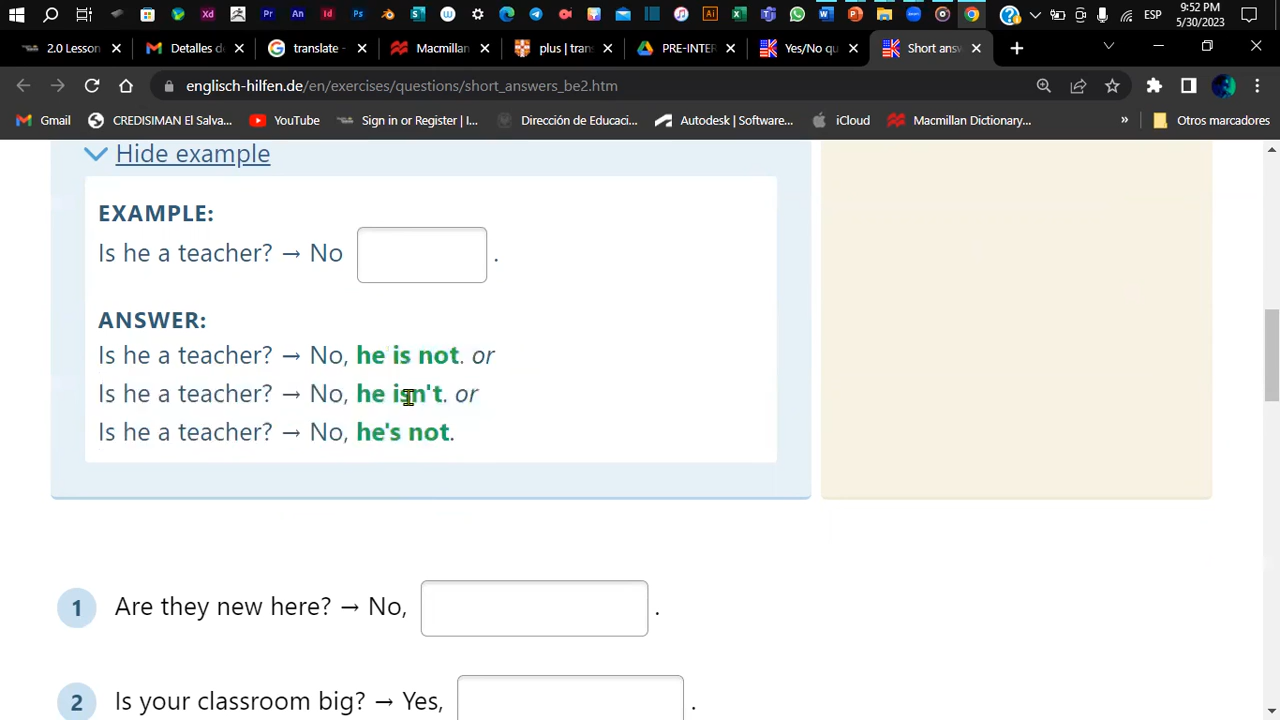 9:52 PM
ESP
5/30/2023
2.0 Lesson
Detalles de
translate -
Macmillan
plus | trans
PRE-INTER
Yes/No qu
Short answ
englisch-hilfen.de/en/exercises/questions/short_answers_be2.htm
Gmail
CREDISIMAN El Salva...
YouTube
Sign in or Register | I...
Dirección de Educaci...
Autodesk | Software...
iCloud
Macmillan Dictionary...
»
Otros marcadores
Hide example
EXAMPLE:
Is he a teacher? → No .
ANSWER:
Is he a teacher? → No, he is not. or
Is he a teacher? → No, he isn't. or
Is he a teacher? → No, he's not.
1 Are they new here? → No, .
2 Is your classroom big? → Yes, .